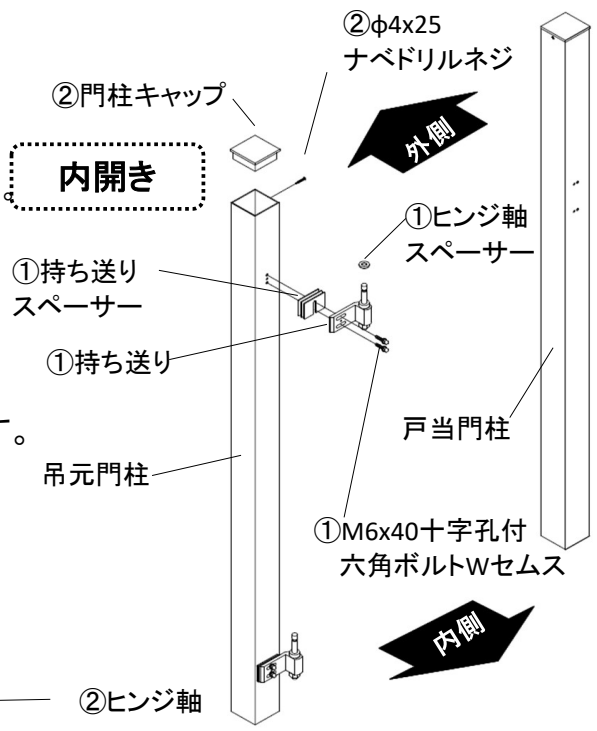 ②φ4x25
ナベドリルネジ
②門柱キャップ
外側
内開き
。
①ヒンジ軸
スペーサー
①持ち送り
スペーサー
①持ち送り
。
戸当門柱
吊元門柱
①M6x40十字孔付
六角ボルトWセムス
内側
②ヒンジ軸